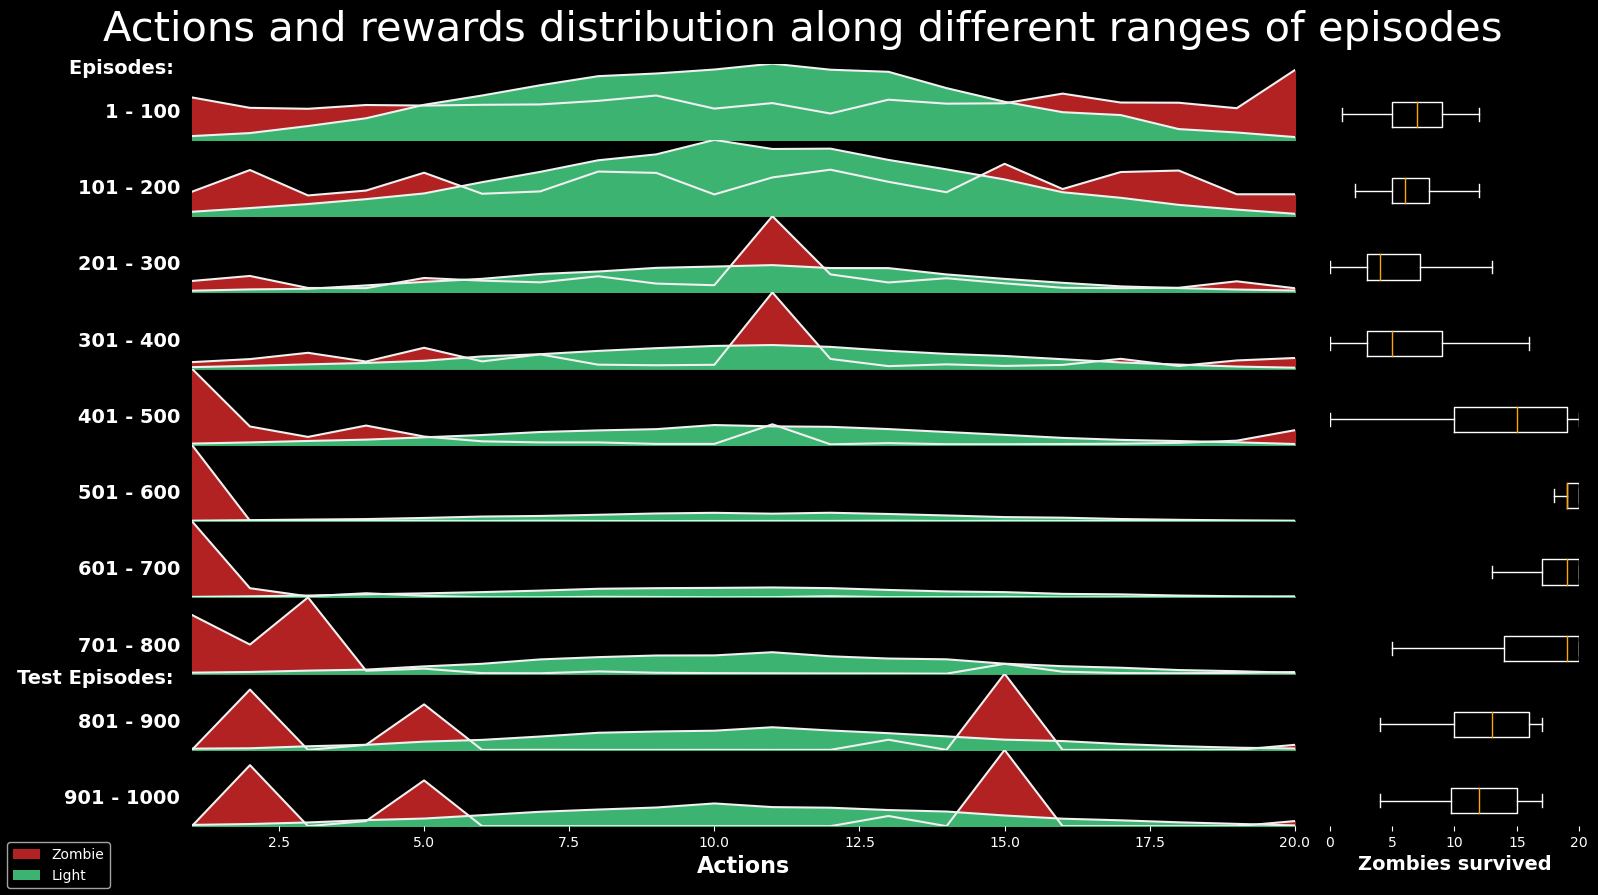 Actions and rewards distribution along different ranges of episodes
Episodes:
1 - 100
101 - 200
201 - 300
301 - 400
401 - 500
501 - 600
601 - 700
701 - 800
Test Episodes:
801 - 900
901 - 1000
2.5 5.0 7.5 10.0 12.5 15.0 17.5 20.0
Actions
0 5 10 15 20
Zombies survived
Zombie
Light